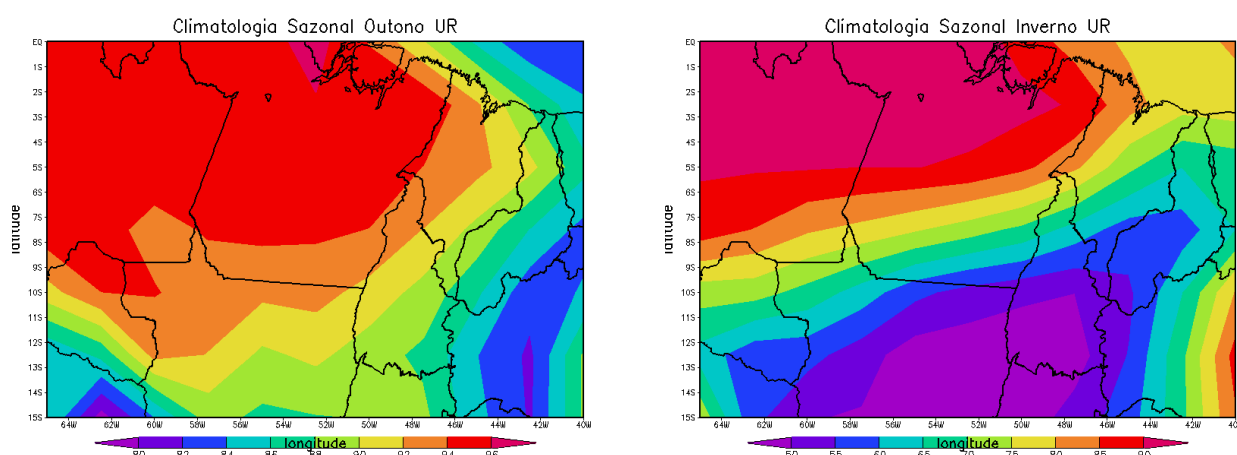 Climatologia Sazonal Outono UR
EQ
1S
2S
3S
4S
5S
6S
7S
8S
9S
10S
11S
12S
13S
14S
15S
latitude
64W 62W 60W 58W 56W 54W 52W 50W 48W 46W 44W 42W 40W
longitude
80 82 84 86 88 90 92 94 96
Climatologia Sazonal Inverno UR
EQ
1S
2S
3S
4S
5S
6S
7S
8S
9S
10S
11S
12S
13S
14S
15S
latitude
64W 62W 60W 58W 56W 54W 52W 50W 48W 46W 44W 42W 40
longitude
50 55 60 65 70 75 80 85 90